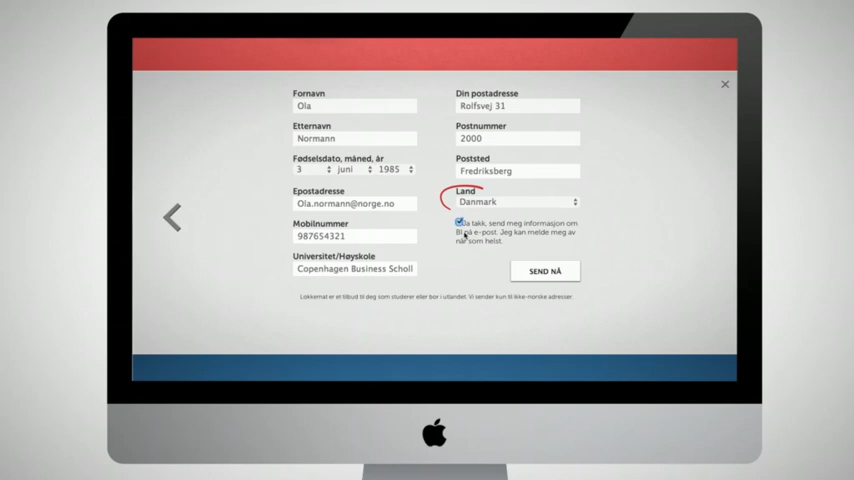 Fornavn
Ola
Etternavn
Normann
Fødselsdato, måned, år
3 juni 1985
Epostadresse
Ola.normann@norge.no
Mobilnummer
987654321
Universitet/Høyskole
Copenhagen Business Scholl
Din postadresse
Rolfsvej 31
Postnummer
2000
Poststed
Fredriksberg
Land
Danmark
Ja takk, send meg informasjon om
BI på e-post. Jeg kan melde meg av
når som helst.
SEND NÅ
Lokkemat er et tilbud til deg som studerer eller bor i utlandet. Vi sender kun til ikke-norske adresser.